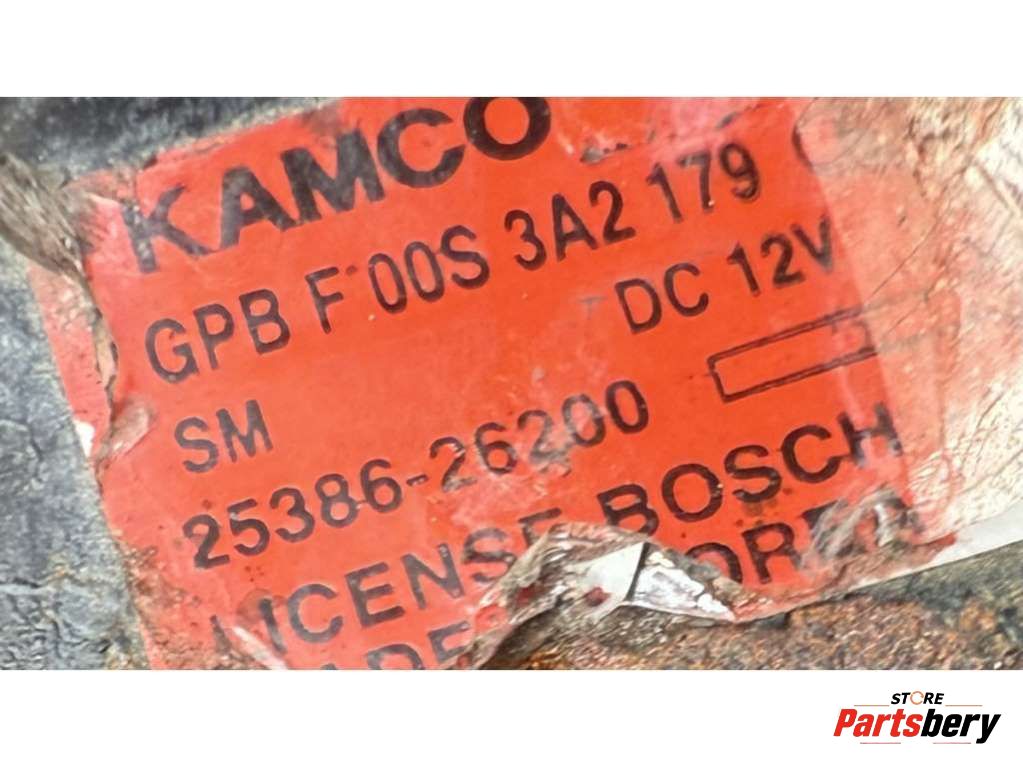 KAMCO
GPB F 00S 3A2 179
DC 12V
SM
25386-26200
LICENSE BOSCH
STORE
Partsbery